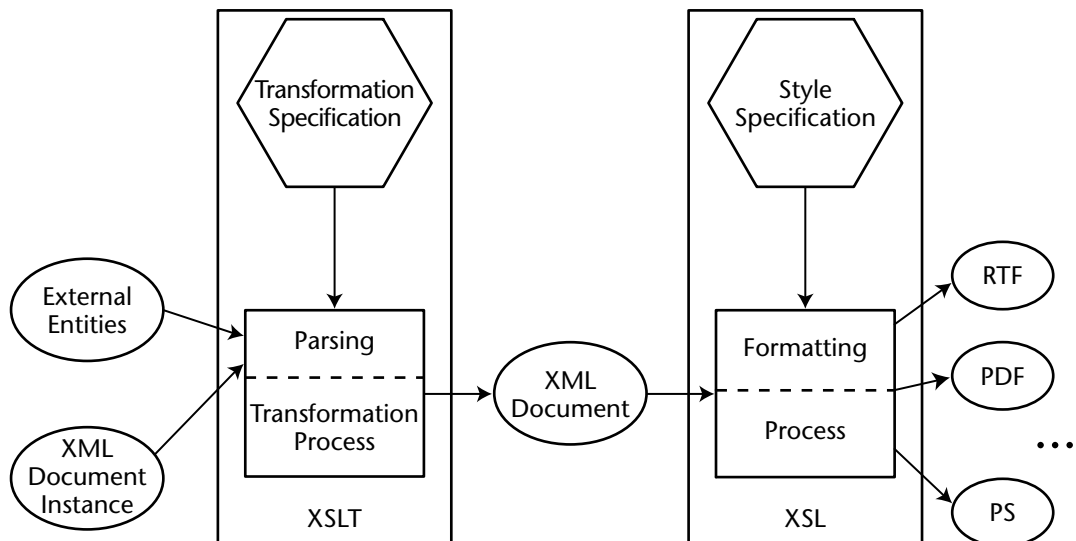 Transformation
Specification
Style
Specification
External
Entities
Parsing
Transformation
Process
XML
Document
Instance
XSLT
XML
Document
Formatting
Process
XSL
RTF
PDF
...
PS